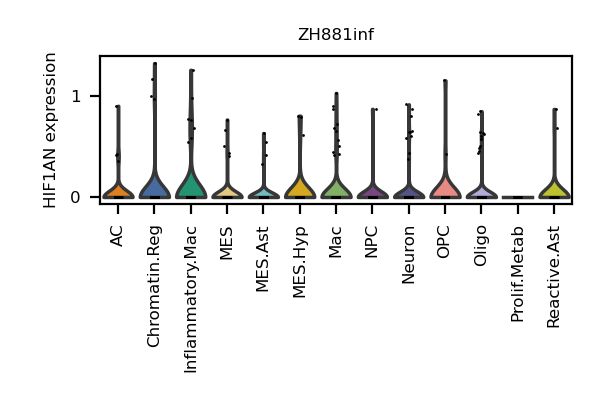 ZH881inf
HIF1AN expression
1
0
AC
Chromatin.Reg
Inflammatory.Mac
MES
MES.Ast
MES.Hyp
Mac
NPC
Neuron
OPC
Oligo
Prolif.Metab
Reactive.Ast